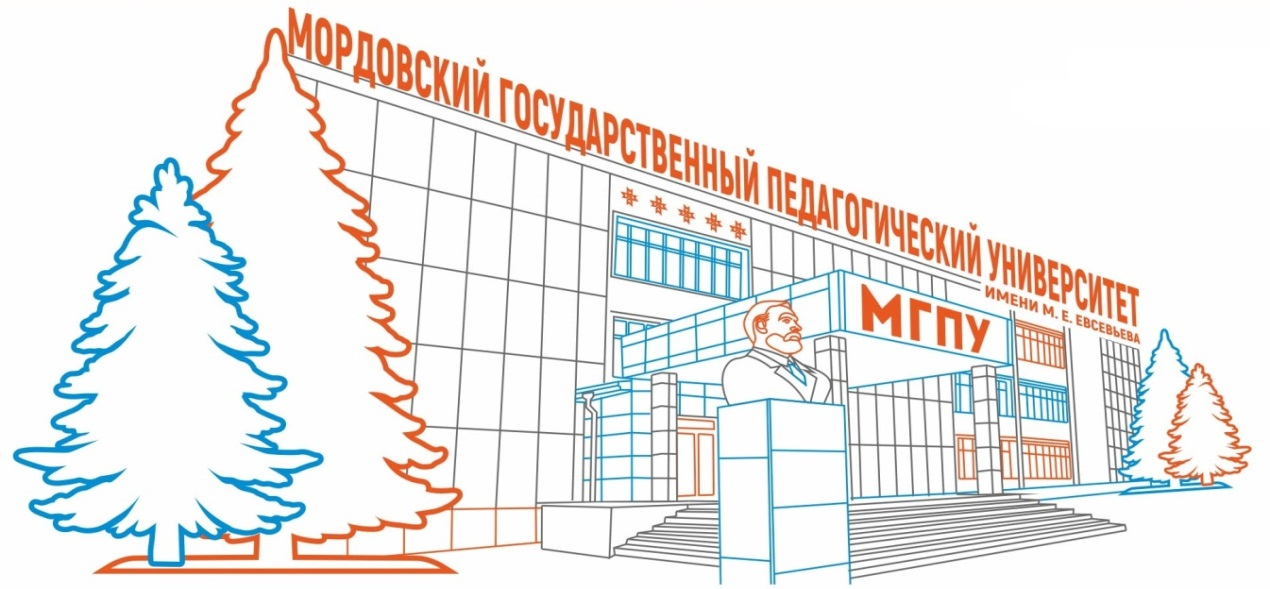 МОРДОВСКИЙ ГОСУДАРСТВЕННЫЙ ПЕДАГОГИЧЕСКИЙ УНИВЕРСИТЕТ
ИМЕНИ М. Е. ЕВСЕВЬЕВА
МГПУ